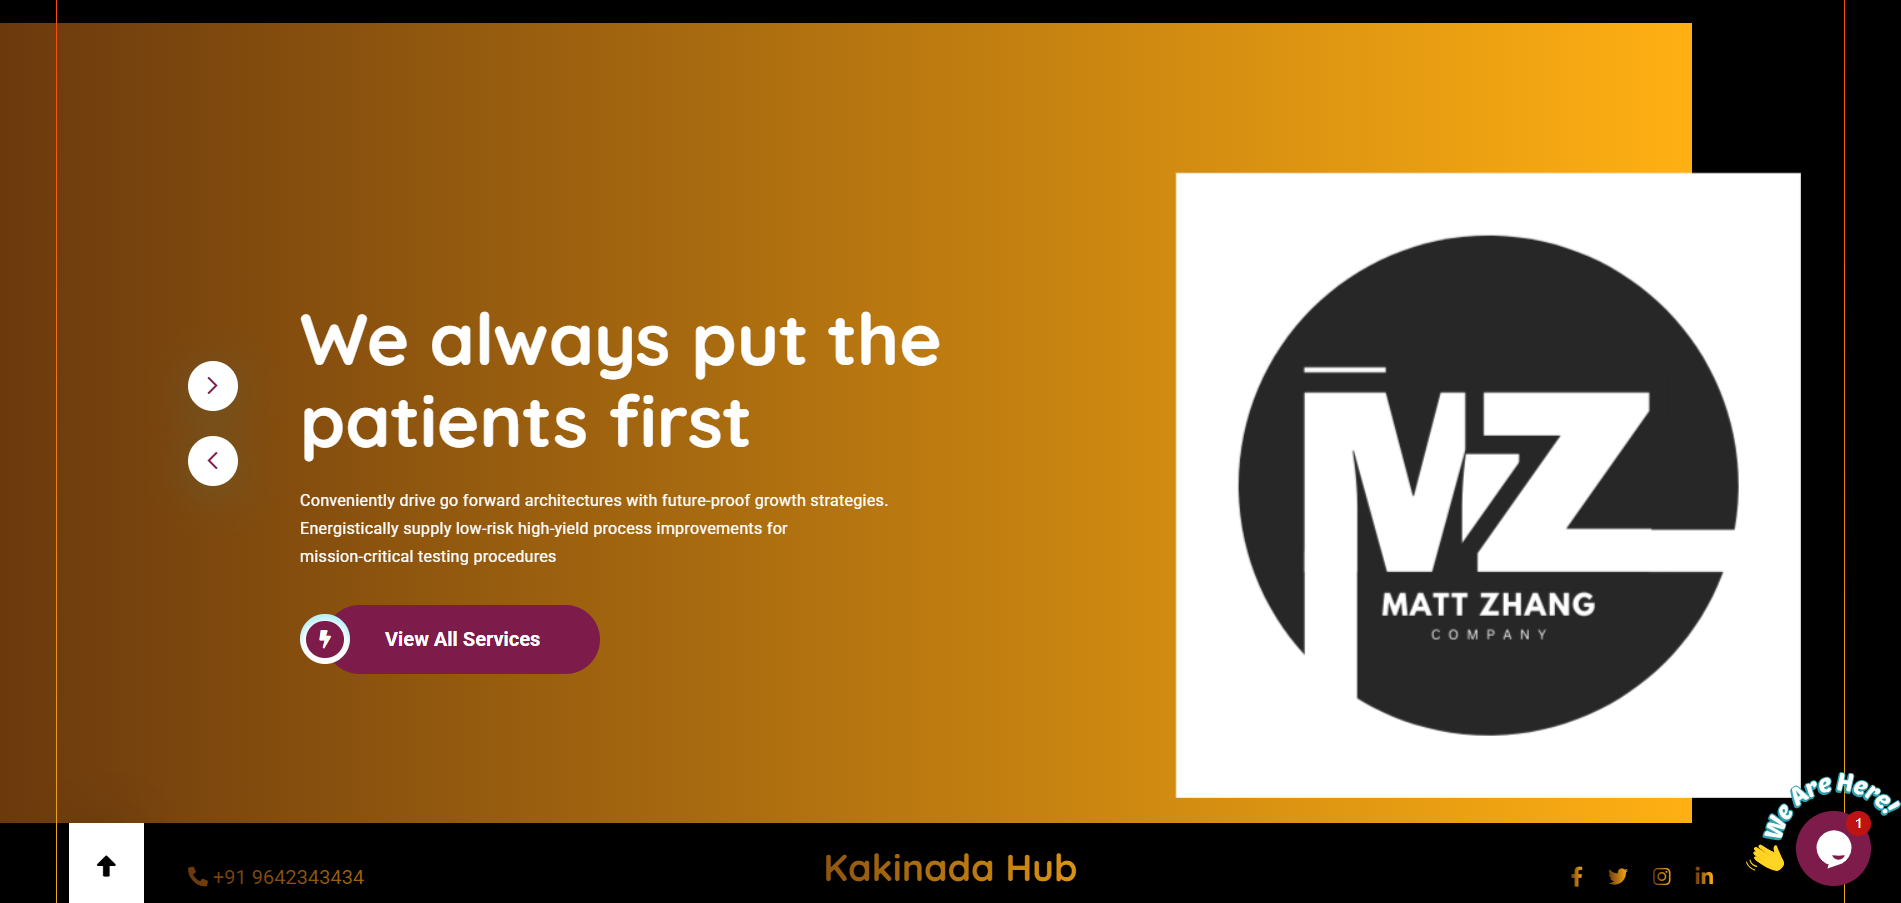 We always put the
patients first
Conveniently drive go forward architectures with future-proof growth strategies.
Energistically supply low-risk high-yield process improvements for
mission-critical testing procedures
View All Services
MZ
MATT ZHANG
COMPANY
We Are Here!
1
+91 9642343434
Kakinada Hub